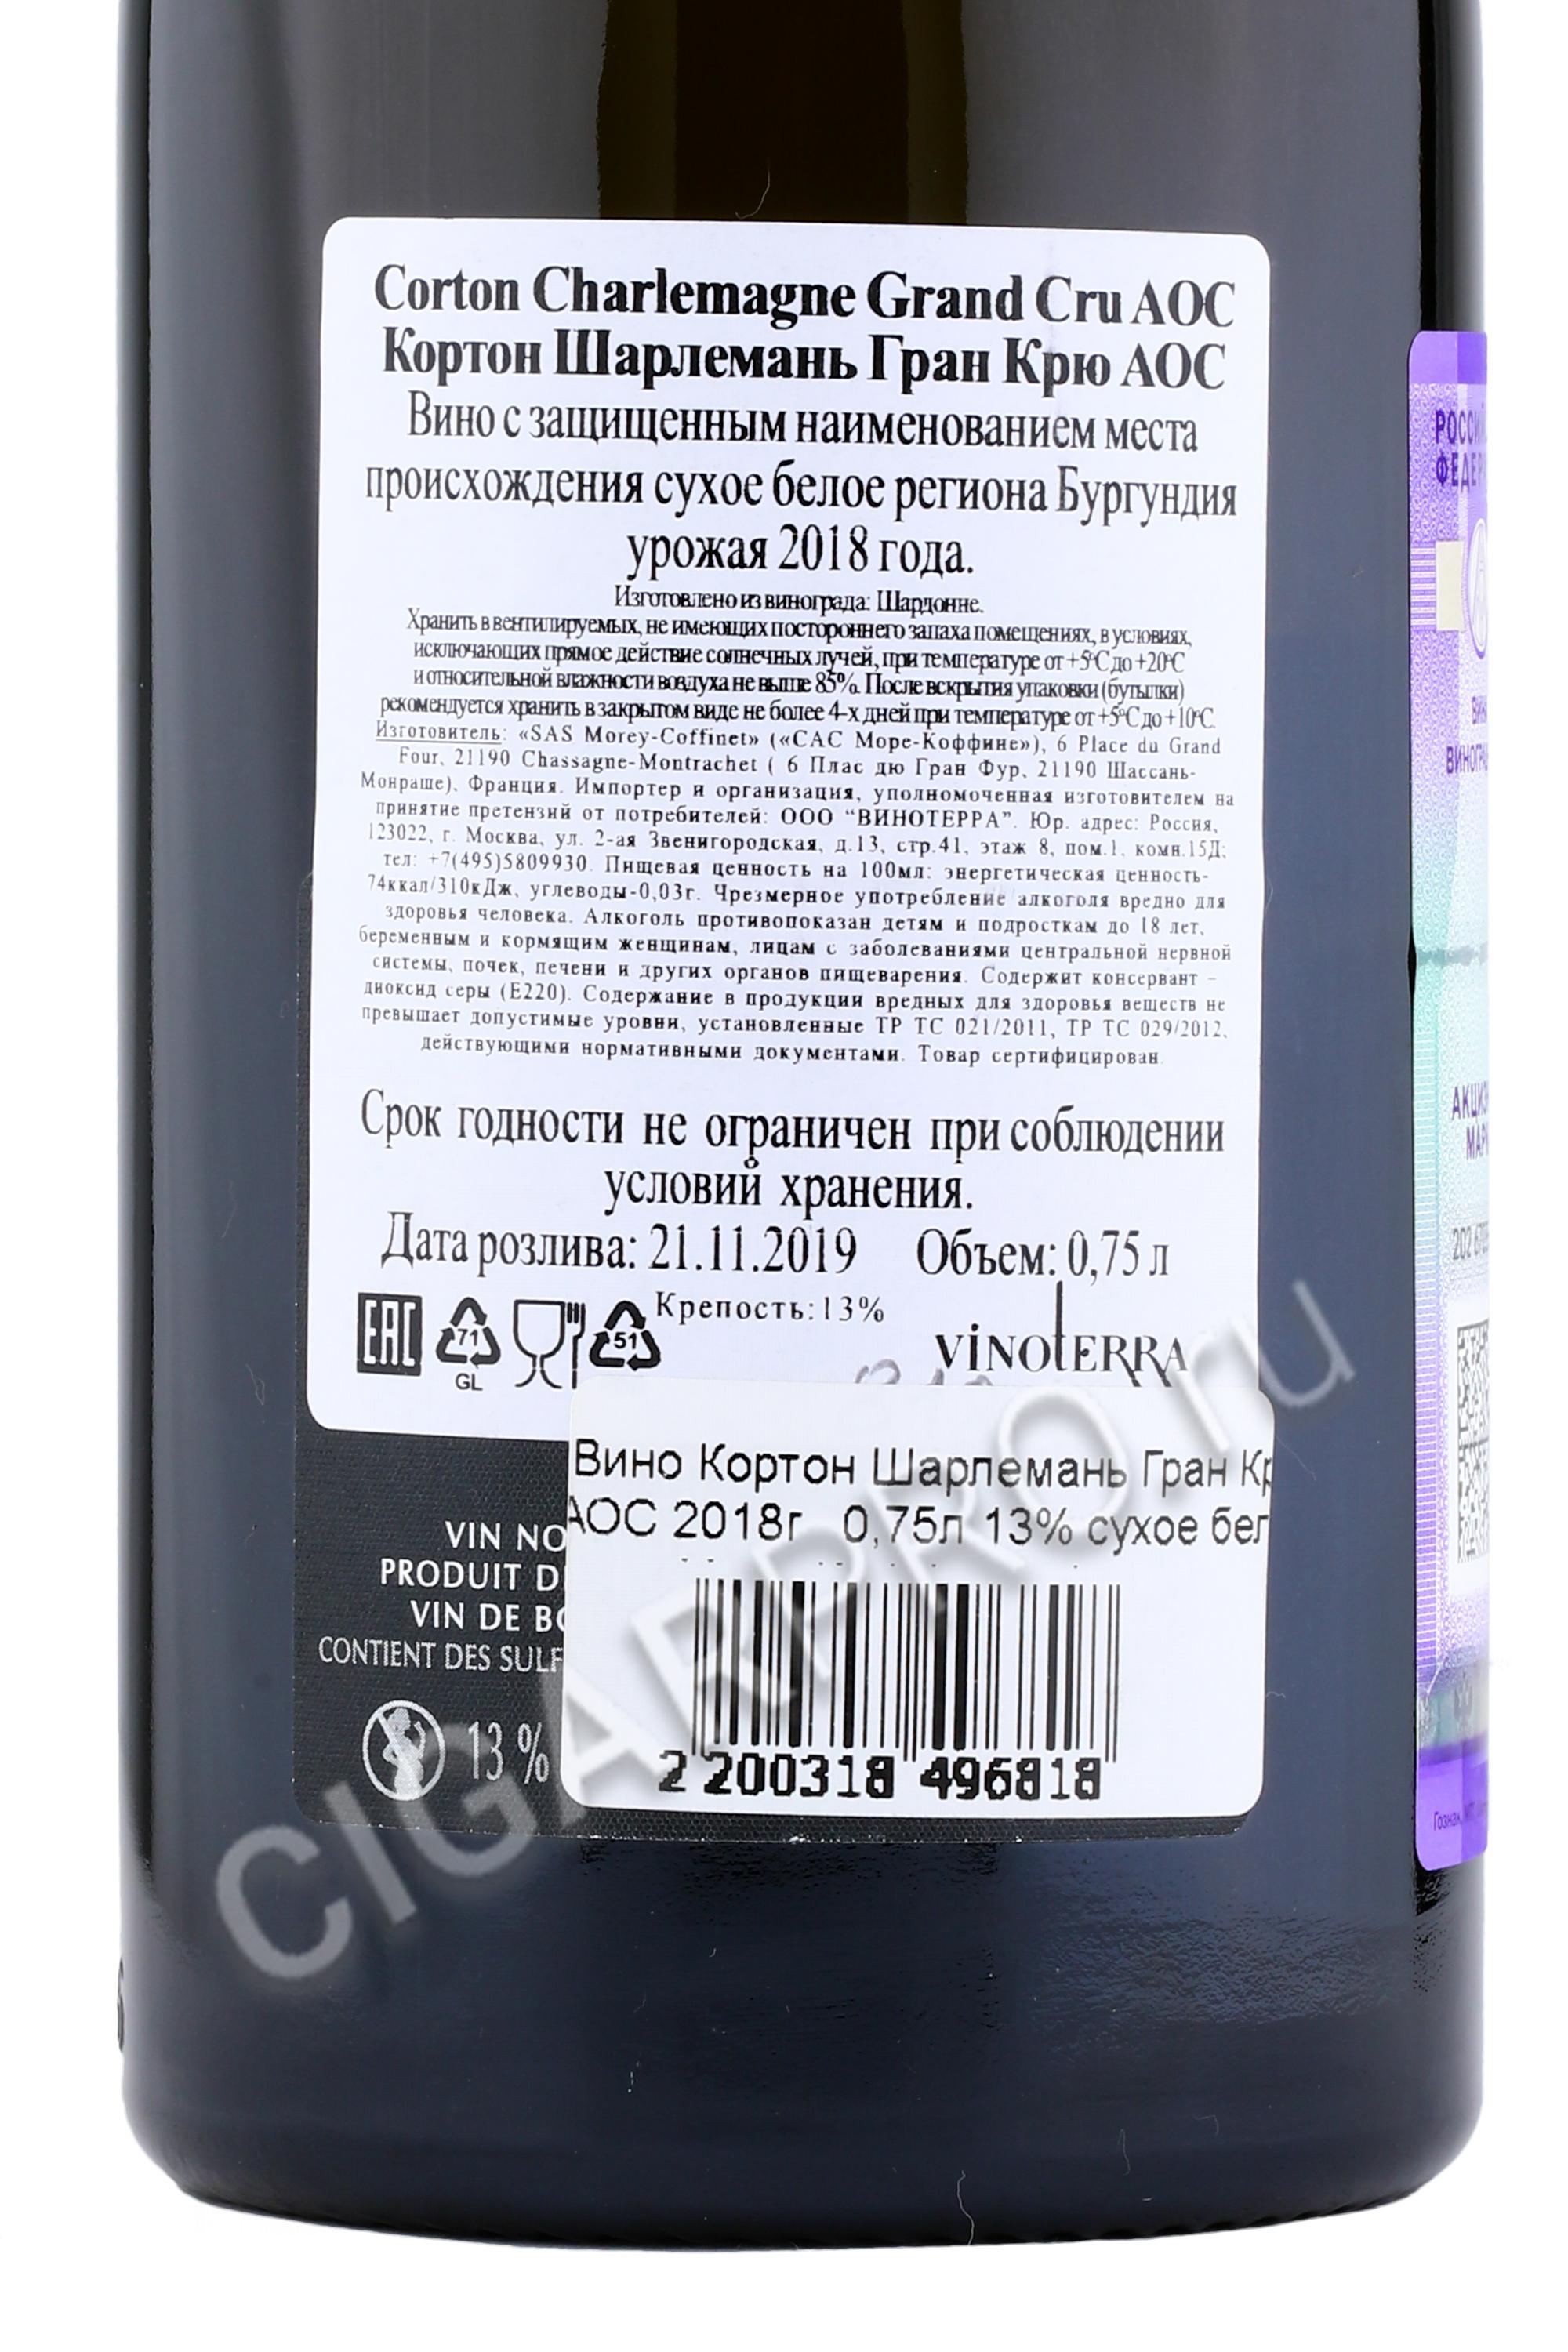 Corton Charlemagne Grand Cru AOC
Кортон Шарлемань Гран Крю АОС
Вино с защищенным наименованием места
происхождения сухое белое региона Бургундия
урожая 2018 года.
Изготовлено из винограда: Шардонне.
Хранить в вентилируемых, не имеющих постороннего запаха помещениях, в условиях,
исключающих прямое действие солнечных лучей, при температуре от +5°С до +20°С
и относительной влажности воздуха не выше 85%. После вскрытия упаковки (бутылки)
рекомендуется хранить в закрытом виде не более 4-х дней при температуре от +5°С до +10°С.
Изготовитель: «SAS Morey-Coffinet» («САС Море-Коффине»), 6 Place du Grand
Four, 21190 Chassagne-Montrachet ( 6 Плас дю Гран Фур, 21190 Шассань-
Монраше), Франция. Импортер и организация, уполномоченная изготовителем на
принятие претензий от потребителей: ООО "ВИНОТЕРРА". Юр. адрес: Россия,
123022, г. Москва, ул. 2-ая Звенигородская, д.13, стр.41, этаж 8, пом.1, комн.15Д;
тел: +7(495)5809930. Пищевая ценность на 100мл: энергетическая ценность-
74ккал/310кДж, углеводы-0,03г. Чрезмерное употребление алкоголя вредно для
здоровья человека. Алкоголь противопоказан детям и подросткам до 18 лет,
беременным и кормящим женщинам, лицам с заболеваниями центральной нервной
системы, почек, печени и других органов пищеварения. Содержит консервант –
диоксид серы (Е220). Содержание в продукции вредных для здоровья веществ не
превышает допустимые уровни, установленные ТР ТС 021/2011, ТР ТС 029/2012,
действующими нормативными документами. Товар сертифицирован.
Срок годности не ограничен при соблюдении
условий хранения.
Дата розлива: 21.11.2019 Объем: 0,75 л
Крепость:13%
EAC 71 GL 51 VINOTERRA
Вино Кортон Шарлемань Гран Кр
АОС 2018г 0,75л 13% сухое бел
2 200318 496818
VIN NO
PRODUIT D
VIN DE BO
CONTIENT DES SULF
13 %
РОССИЙ
ФЕДЕР
ВИН
ВИНОГРА
АКЦИЗ
МАР
Гознак
CIGARPRO.ru